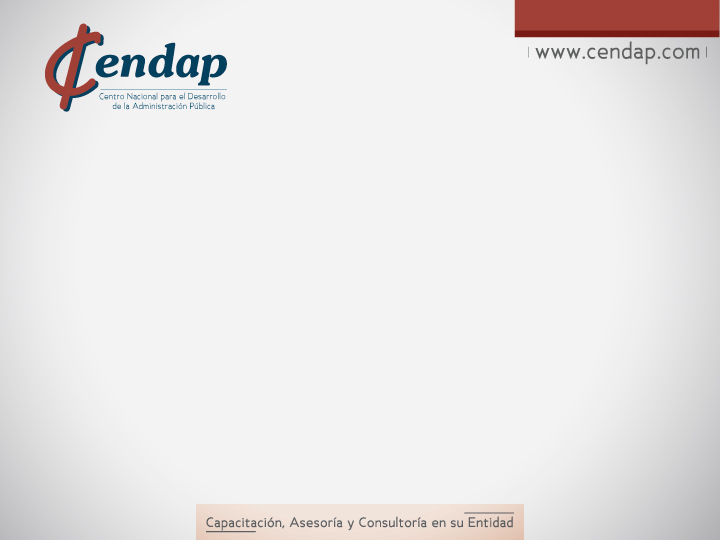 Cendap
Centro Nacional para el Desarrollo
de la Administración Pública
www.cendap.com
Capacitación, Asesoría y Consultoría en su Entidad